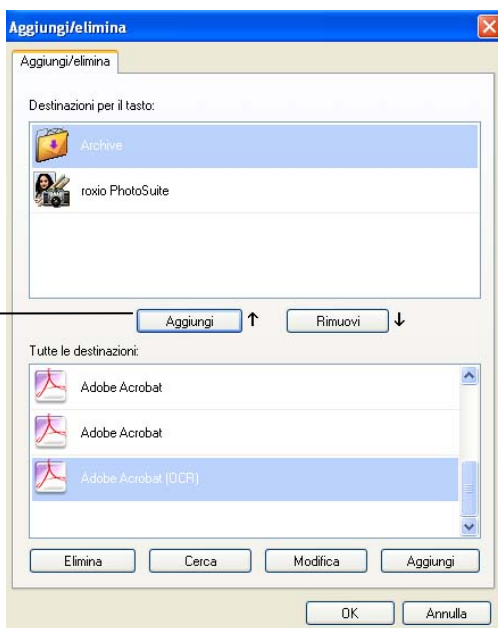 Aggiungi/elimina
Aggiungi/elimina
Destinazioni per il tasto:
Archive
roxio PhotoSuite
Aggiungi ↑ Rimuovi ↓
Tutte le destinazioni:
Adobe Acrobat
Adobe Acrobat
Adobe Acrobat (OCR)
Elimina Cerca Modifica Aggiungi
OK Annulla